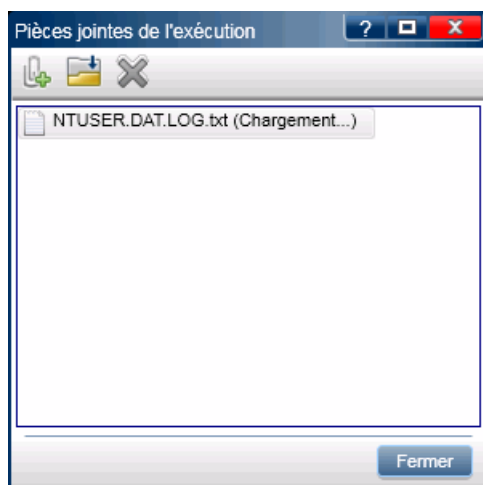 Pièces jointes de l'exécution
NTUSER.DAT.LOG.txt (Chargement...)
Fermer